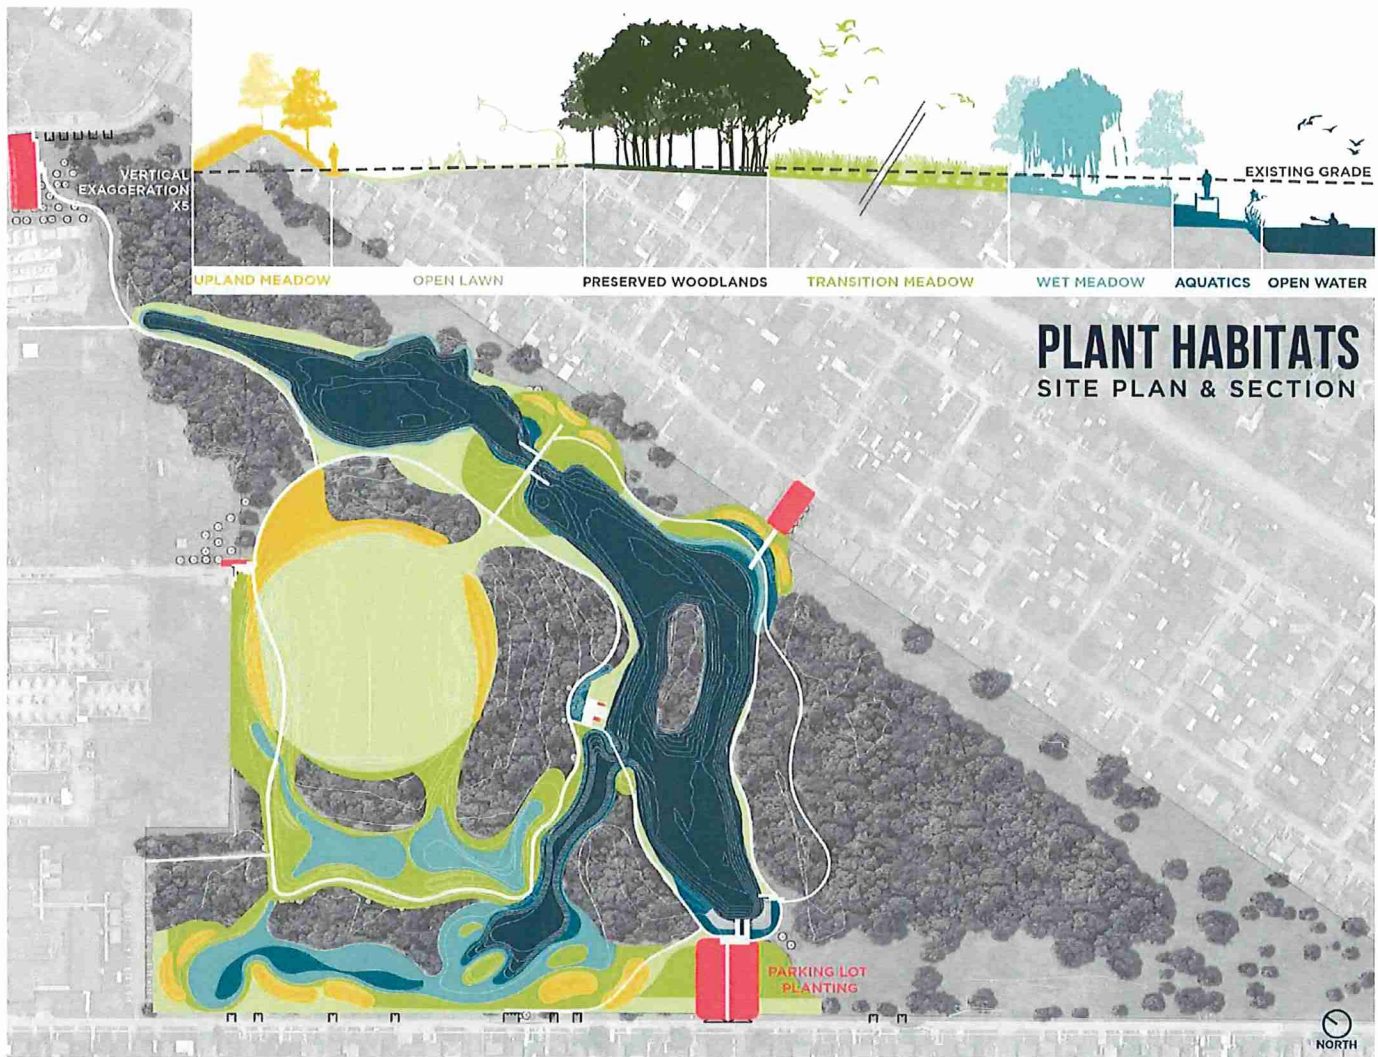 VERTICAL
EXAGGERATION
X5
EXISTING GRADE
UPLAND MEADOW
OPEN LAWN
PRESERVED WOODLANDS
TRANSITION MEADOW
WET MEADOW
AQUATICS
OPEN WATER
PLANT HABITATS
SITE PLAN & SECTION
PARKING LOT
PLANTING
NORTH